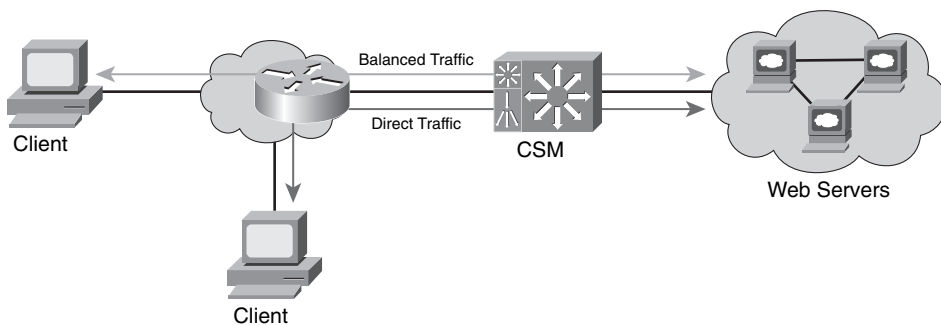 Balanced Traffic
Direct Traffic
Client
CSM
Web Servers
Client